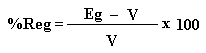 %Reg = Eg - V / V x 100